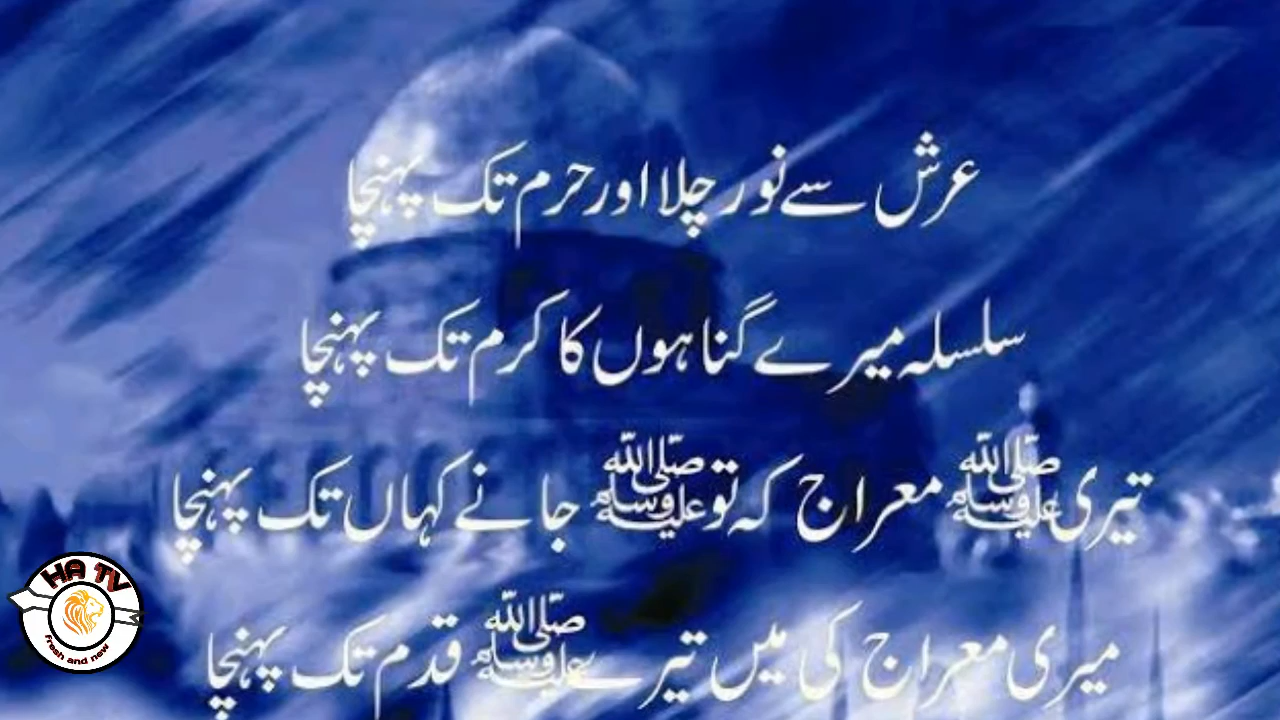 عرش سے نور چلا اور حرم تک پہنچا
سلسلہ میرے گناہوں کا کرم تک پہنچا
تیری ﷺ معراج کہ تو ﷺ جانے کہاں تک پہنچا
میری معراج کی میں تیرے ﷺ قدم تک پہنچا
HA TV
Fresh and new